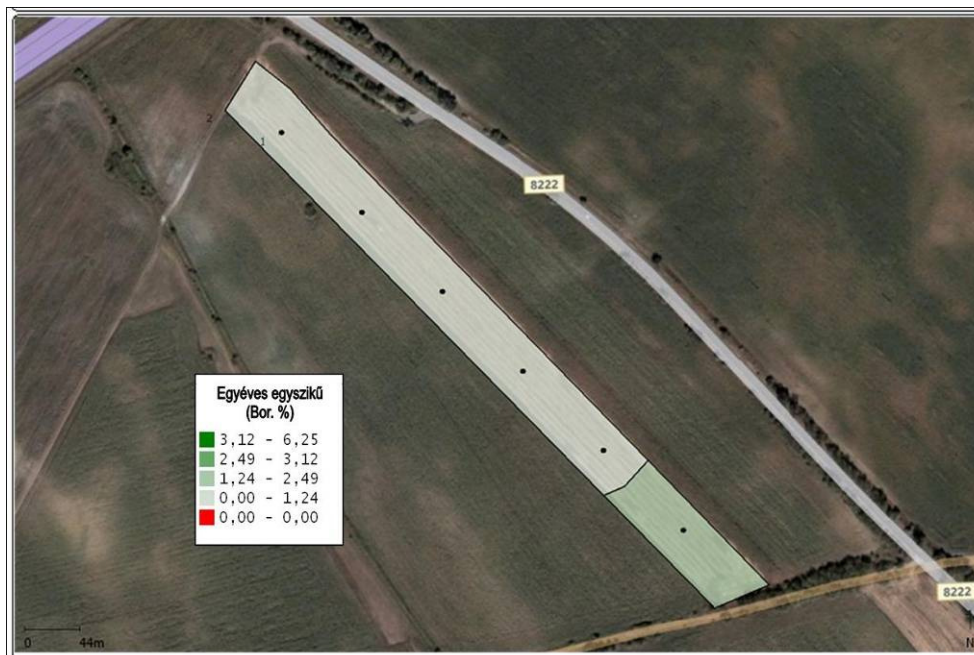 2
1
8222
Egyéves egyszikű
(Bor. %)
3,12 - 6,25
2,49 - 3,12
1,24 - 2,49
0,00 - 1,24
0,00 - 0,00
8222
0 44m
N